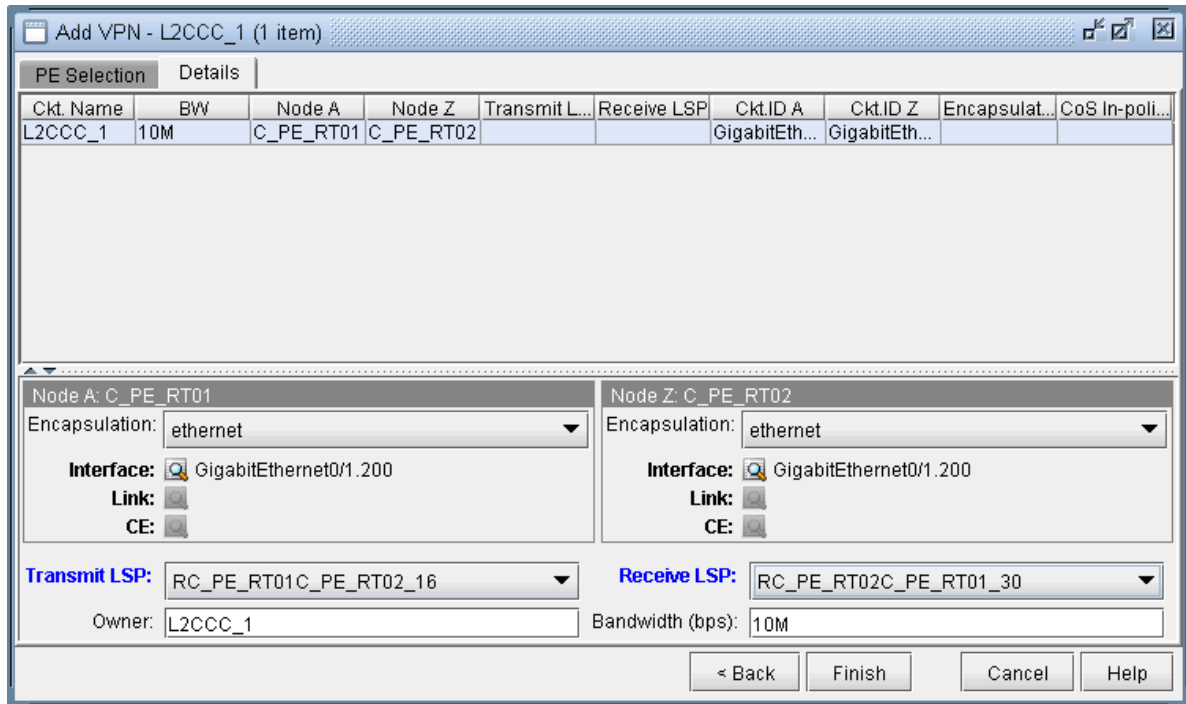 Add VPN - L2CCC_1 (1 item)
PE Selection Details
Ckt. Name BW Node A Node Z Transmit L... Receive LSP Ckt.ID A Ckt.ID Z Encapsulat... CoS In-poli...
L2CCC_1 10M C_PE_RT01 C_PE_RT02 GigabitEth... GigabitEth...
Node A: C_PE_RT01 Node Z: C_PE_RT02
Encapsulation: ethernet Encapsulation: ethernet
Interface: GigabitEthernet0/1.200 Interface: GigabitEthernet0/1.200
Link: Link:
CE: CE:
Transmit LSP: RC_PE_RT01C_PE_RT02_16 Receive LSP: RC_PE_RT02C_PE_RT01_30
Owner: L2CCC_1 Bandwidth (bps): 10M
< Back Finish Cancel Help